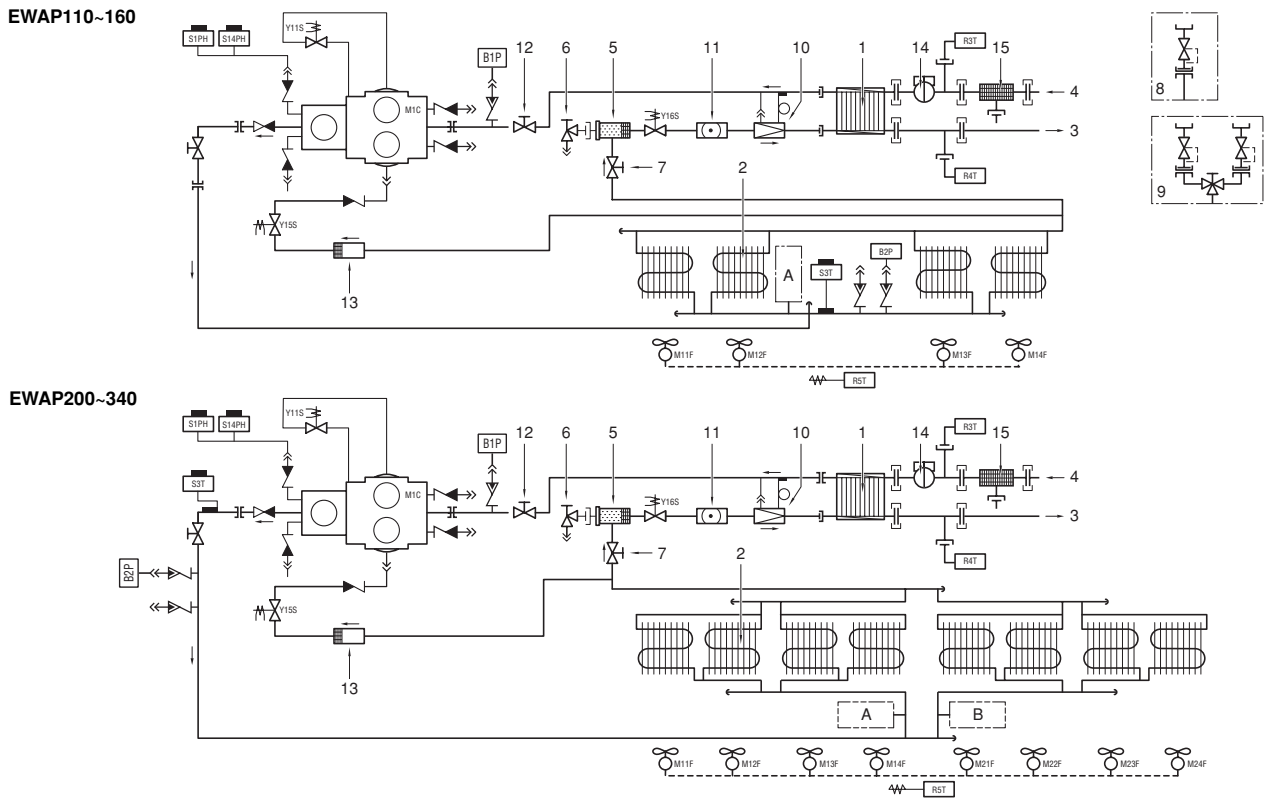 EWAP110~160
S1PH S14PH Y11S
B1P 12 6 5 11 10 1 14 R3T 15
8
M1C
Y16S
4
3
7
2
R4T
9
Y15S
13
A
S3T
B2P
M11F M12F M13F M14F
R5T
EWAP200~340
S1PH S14PH Y11S
B1P 12 6 5 11 10 1 14 R3T 15
S3T
M1C
Y16S
4
3
7
2
R4T
B2P
Y15S
13
A B
M11F M12F M13F M14F M21F M22F M23F M24F
R5T